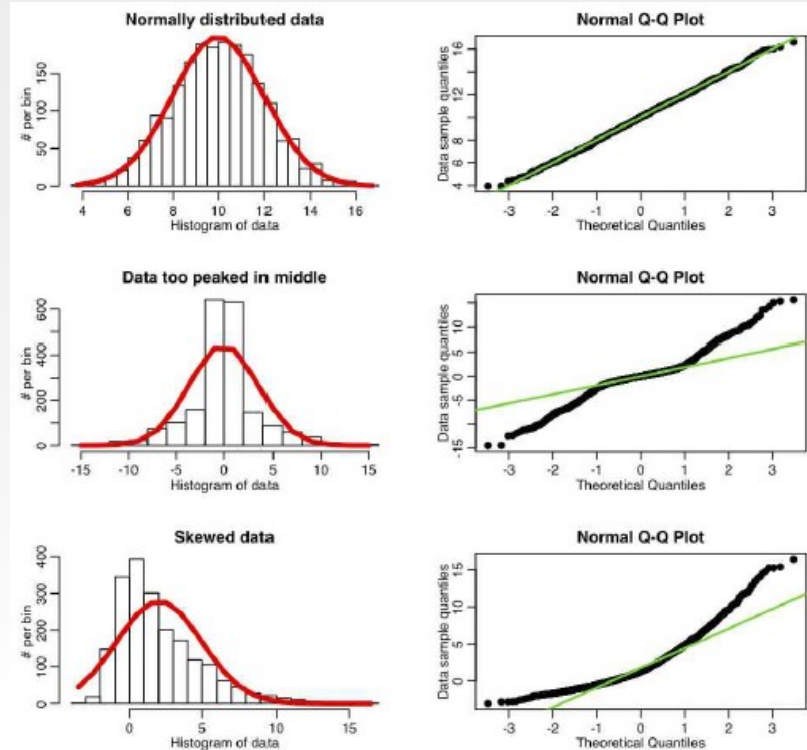 Normally distributed data
# per bin
150
100
50
0
4 6 8 10 12 14 16
Histogram of data
Normal Q-Q Plot
Data sample quantiles
16
12
8
6
4
-3 -2 -1 0 1 2 3
Theoretical Quantiles
Data too peaked in middle
# per bin
600
400
200
0
-15 -10 -5 0 5 10 15
Histogram of data
Normal Q-Q Plot
Data sample quantiles
10
5
0
-5
-15
-3 -2 -1 0 1 2 3
Theoretical Quantiles
Skewed data
# per bin
400
300
200
100
0
0 5 10 15
Histogram of data
Normal Q-Q Plot
Data sample quantiles
15
10
5
0
-3 -2 -1 0 1 2 3
Theoretical Quantiles